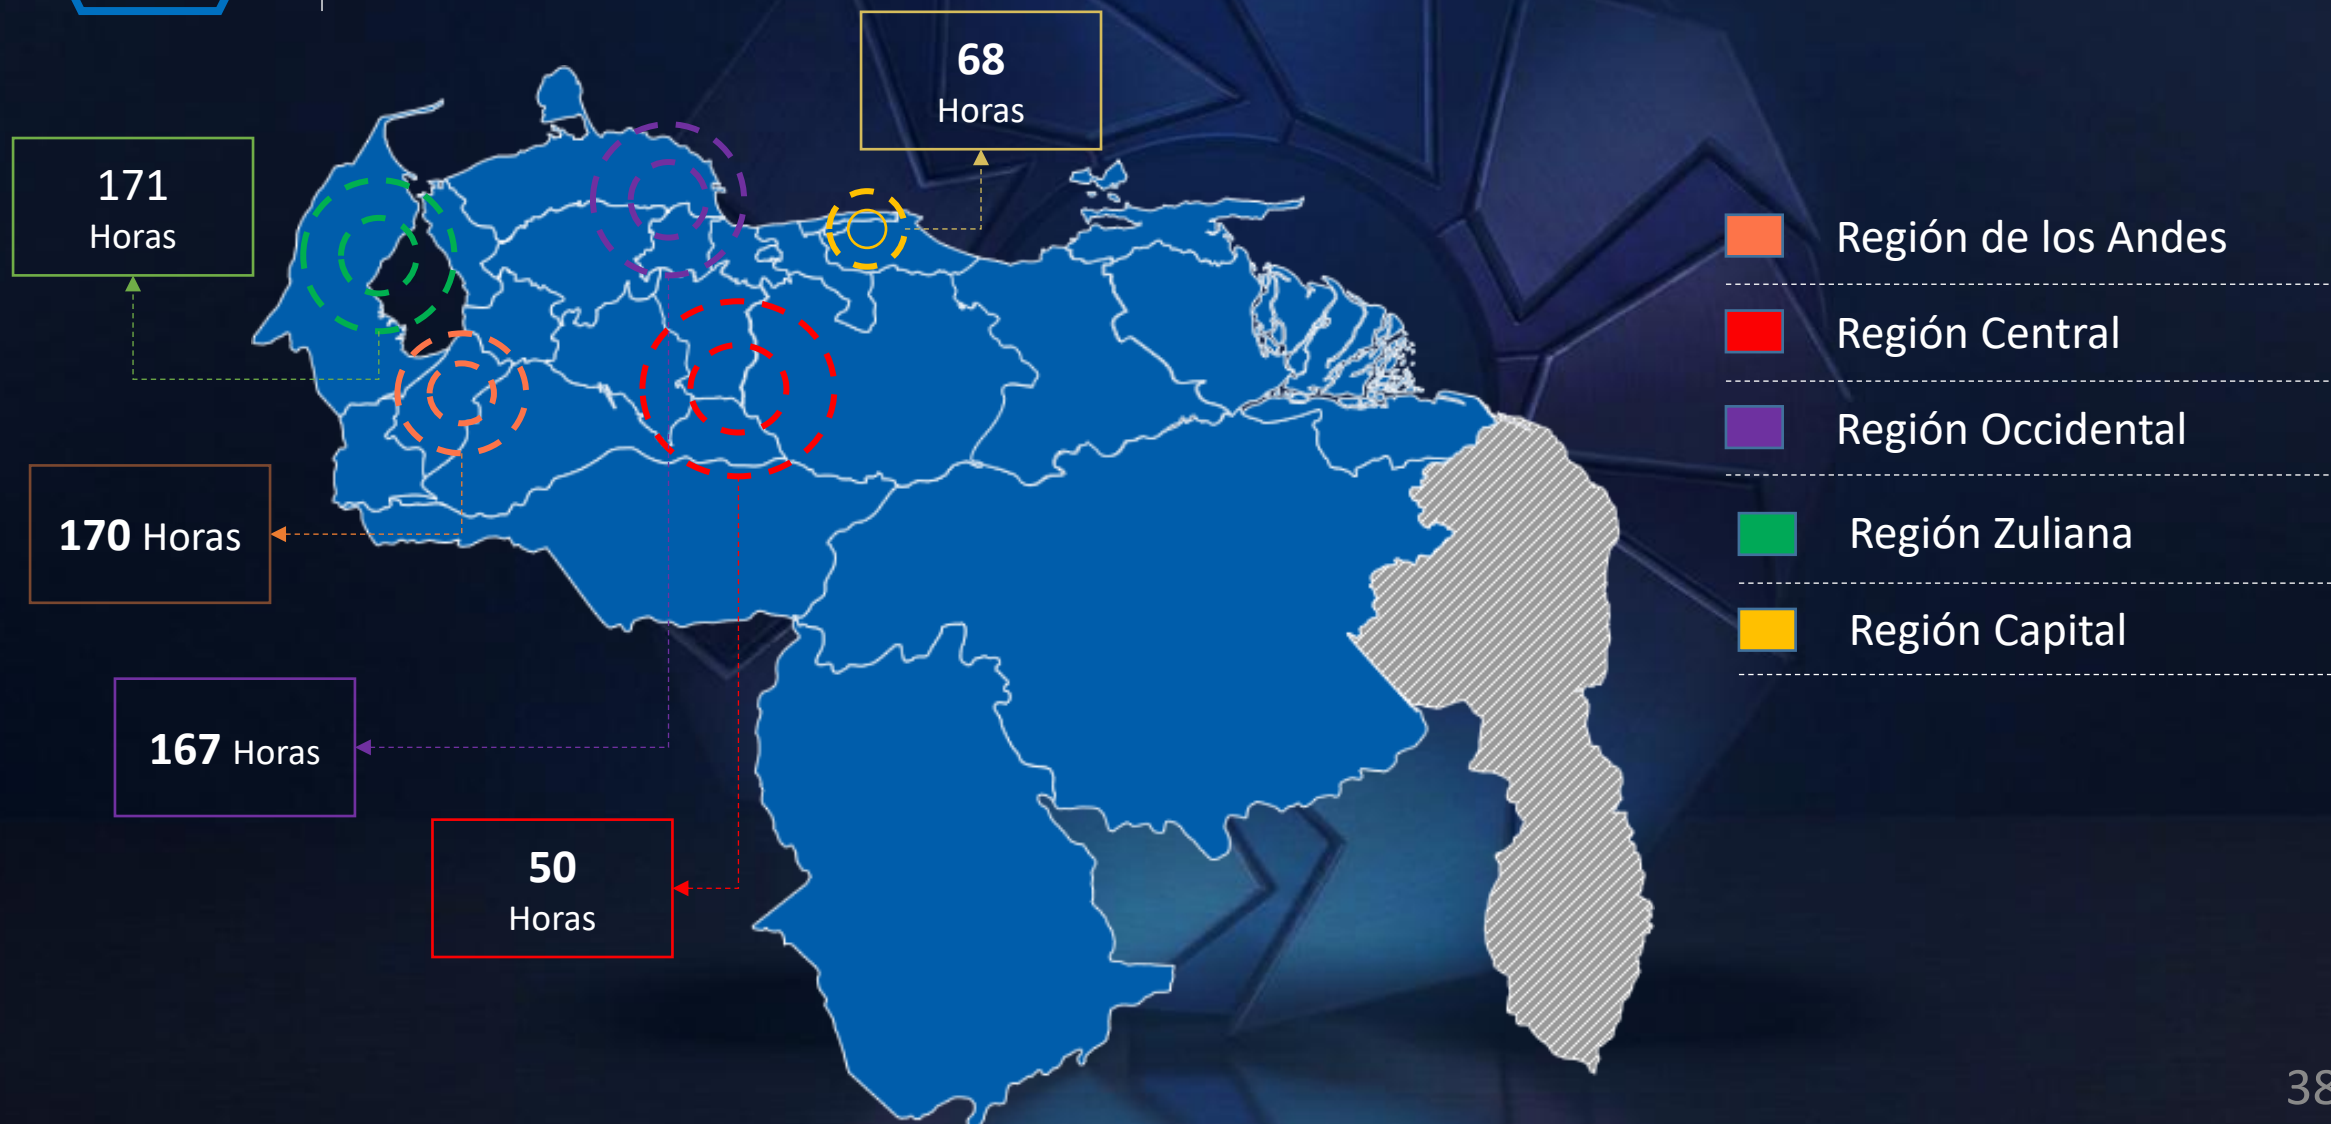 68
Horas
171
Horas
170 Horas
167 Horas
50
Horas
Región de los Andes
Región Central
Región Occidental
Región Zuliana
Región Capital
38